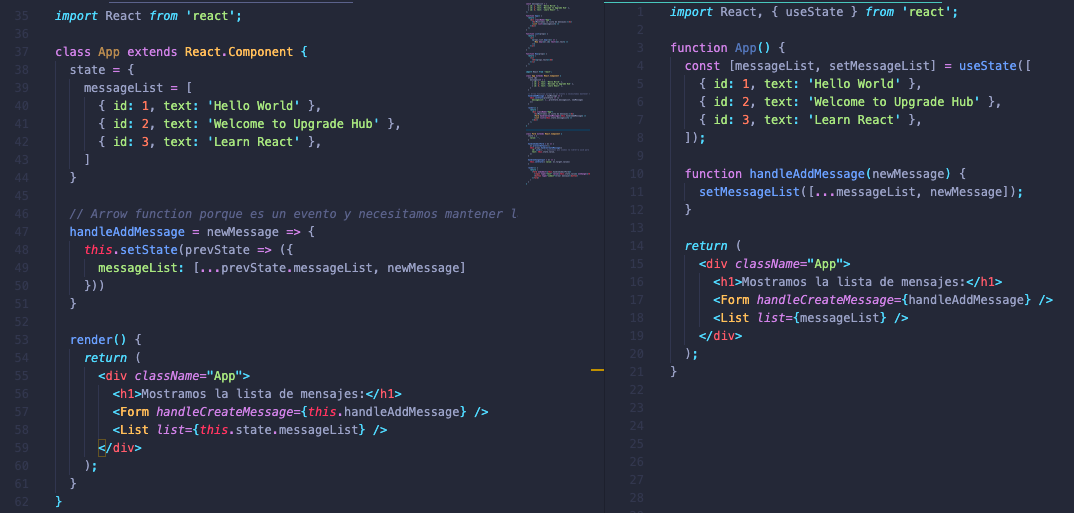 35 import React from 'react';
36
37 class App extends React.Component {
38 state = {
39 messageList = [
40 { id: 1, text: 'Hello World' },
41 { id: 2, text: 'Welcome to Upgrade Hub' },
42 { id: 3, text: 'Learn React' },
43 ]
44 }
45
46 // Arrow function porque es un evento y necesitamos mantener l
47 handleAddMessage = newMessage => {
48 this.setState(prevState => ({
49 messageList: [...prevState.messageList, newMessage]
50 }))
51 }
52
53 render() {
54 return (
55 <div className="App">
56 <h1>Mostramos la lista de mensajes:</h1>
57 <Form handleCreateMessage={this.handleAddMessage} />
58 <List list={this.state.messageList} />
59 </div>
60 );
61 }
62 }
1 import React, { useState } from 'react';
2
3 function App() {
4 const [messageList, setMessageList] = useState([
5 { id: 1, text: 'Hello World' },
6 { id: 2, text: 'Welcome to Upgrade Hub' },
7 { id: 3, text: 'Learn React' },
8 ]);
9
10 function handleAddMessage(newMessage) {
11 setMessageList([...messageList, newMessage]);
12 }
13
14 return (
15 <div className="App">
16 <h1>Mostramos la lista de mensajes:</h1>
17 <Form handleCreateMessage={handleAddMessage} />
18 <List list={messageList} />
19 </div>
20 );
21 }
22
23
24
25
26
27
28